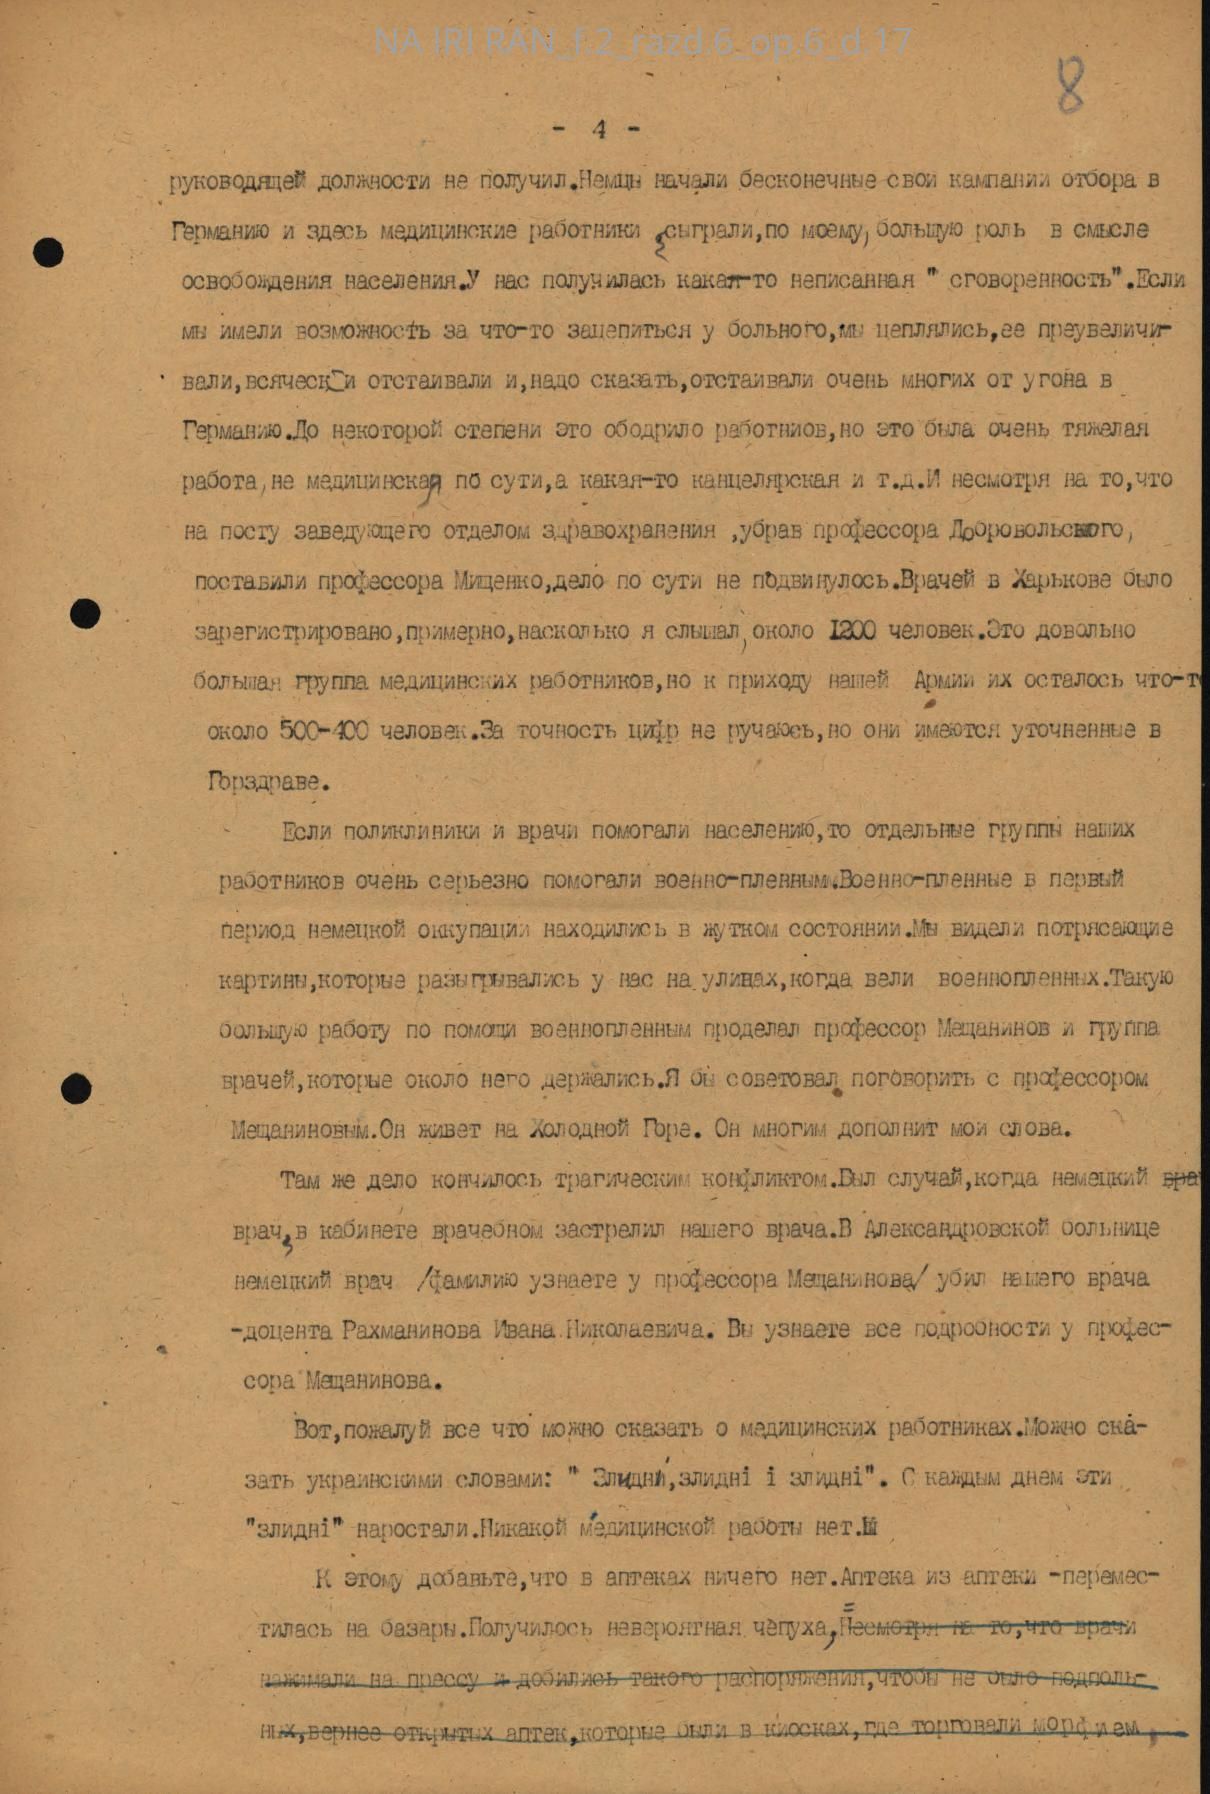 NA IRI RAN_f.2_razd.6_op.6_d.17
8
- 4 -
руководящей должности не получил.Немцы начали бесконечные свои кампании отбора в
Германию и здесь медицинские работники сыграли,по моему, большую роль в смысле
освобождения населения.У нас получилась какая-то неписанная " сговоренность".Если
мы имели возможность за что-то зацепиться у больного,мы цеплялись,ее преувеличи-
вали,всячески отстаивали и,надо сказать,отстаивали очень многих от угона в
Германию.До некоторой степени это ободрило работниов,но это была очень тяжелая
работа,не медицинская по сути,а какая-то канцелярская и т.д.И несмотря на то,что
на посту заведующего отделом здравохранения ,убрав профессора Добровольского,
поставили профессора Мищенко,дело по сути не подвинулось.Врачей в Харькове было
зарегистрировано,примерно,насколько я слышал, около 1200 человек.Это довольно
большая группа медицинских работников,но к приходу нашей Армии их осталось что-то
около 500-400 человек.За точность цифр не ручаюсь,но они имеются уточненные в
Горздраве.
Если поликлиники и врачи помогали населению,то отдельные группы наших
работников очень серьезно помогали военно-пленным.Военно-пленные в первый
период немецкой оккупации находились в жутком состоянии.Мы видели потрясающие
картины,которые разыгрывались у нас на улицах,когда вели военнопленных.Такую
большую работу по помощи военнопленным проделал профессор Мещанинов и группа
врачей,которые около него держались.Я бы советовал поговорить с профессором
Мещаниновым.Он живет на Холодной Горе. Он многим дополнит мои слова.
Там же дело кончилось трагическим конфликтом.Был случай,когда немецкий вра
врач,в кабинете врачебном застрелил нашего врача.В Александровской больнице
немецкий врач /фамилию узнаете у профессора Мещанинова/ убил нашего врача
-доцента Рахманинова Ивана Николаевича. Вы узнаете все подробности у профес-
сора Мещанинова.
Вот,пожалуй все что можно сказать о медицинских работниках.Можно ска-
зать украинскими словами: " Злидні,злидні і злидні". С каждым днем эти
"злидні" наростали.Никакой медицинской работы нет.Ш
К этому добавьте,что в аптеках ничего нет.Аптека из аптеки -перемес-
тилась на базары.Получилось невероятная чепуха,Несмотря на то,что врачи
нажимали на прессу и добились такого распоряжения,чтобы не было подполь-
ных,вернее открытых аптек,которые были в киосках,где торговали морфием,